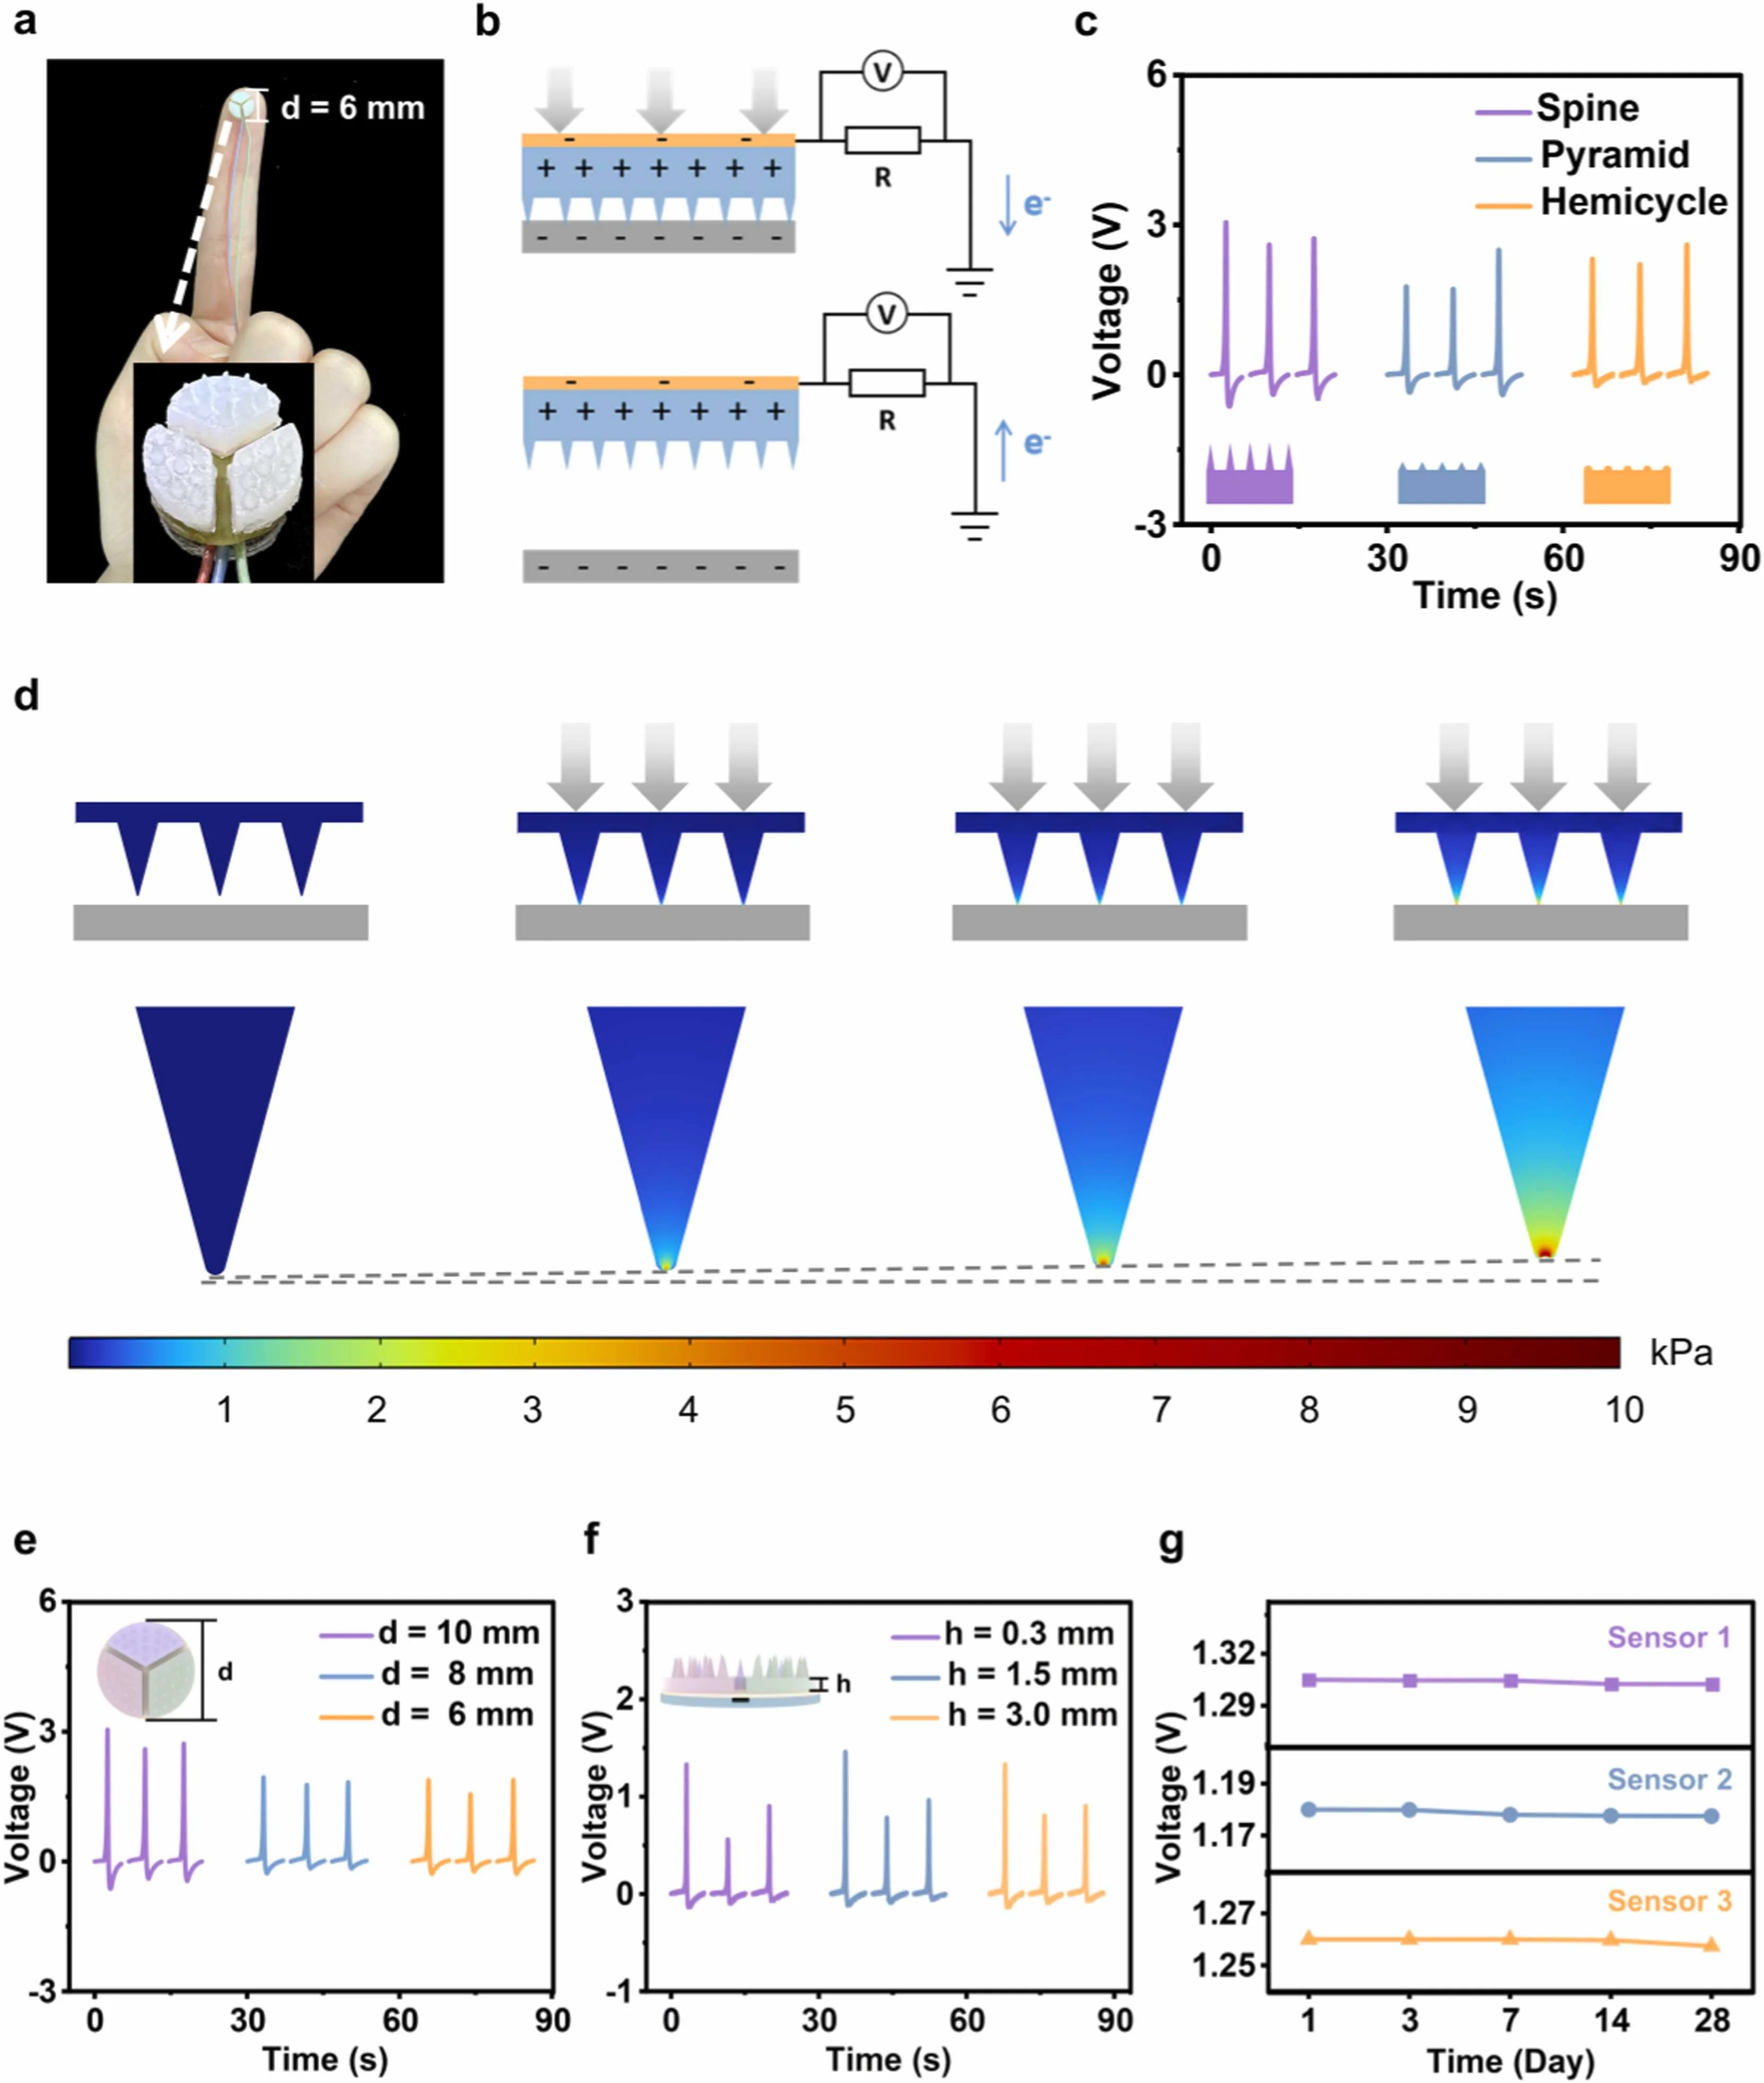 a
d = 6 mm
b
V
R
- - -
+ + + + + + +
- - - - - - -
e-
V
R
- - -
+ + + + + + +
e-
- - - - - - -
c
6
3
0
-3
Voltage (V)
Spine
Pyramid
Hemicycle
0 30 60 90
Time (s)
d
kPa
1 2 3 4 5 6 7 8 9 10
e
6
3
0
-3
Voltage (V)
d
d = 10 mm
d = 8 mm
d = 6 mm
0 30 60 90
Time (s)
f
3
2
1
0
-1
Voltage (V)
h
h = 0.3 mm
h = 1.5 mm
h = 3.0 mm
0 30 60 90
Time (s)
g
Voltage (V)
Sensor 1
1.32
1.29
Sensor 2
1.19
1.17
Sensor 3
1.27
1.25
1 3 7 14 28
Time (Day)